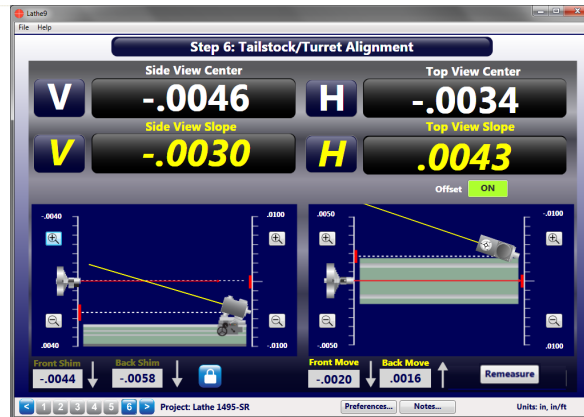 Lathe9
File Help
Step 6: Tailstock/Turret Alignment
Side View Center Top View Center
V -.0046 H -.0034
Side View Slope Top View Slope
V -.0030 H .0043
Offset ON
-.0040 .0100 .0050 -.0100
.0040 .0100 -.0050 .0100
Front Shim Back Shim Front Move Back Move
-.0044 -.0058 -.0020 .0016 Remeasure
< 1 2 3 4 5 6 > Project: Lathe 1495-SR Preferences... Notes... Units: in, in/ft